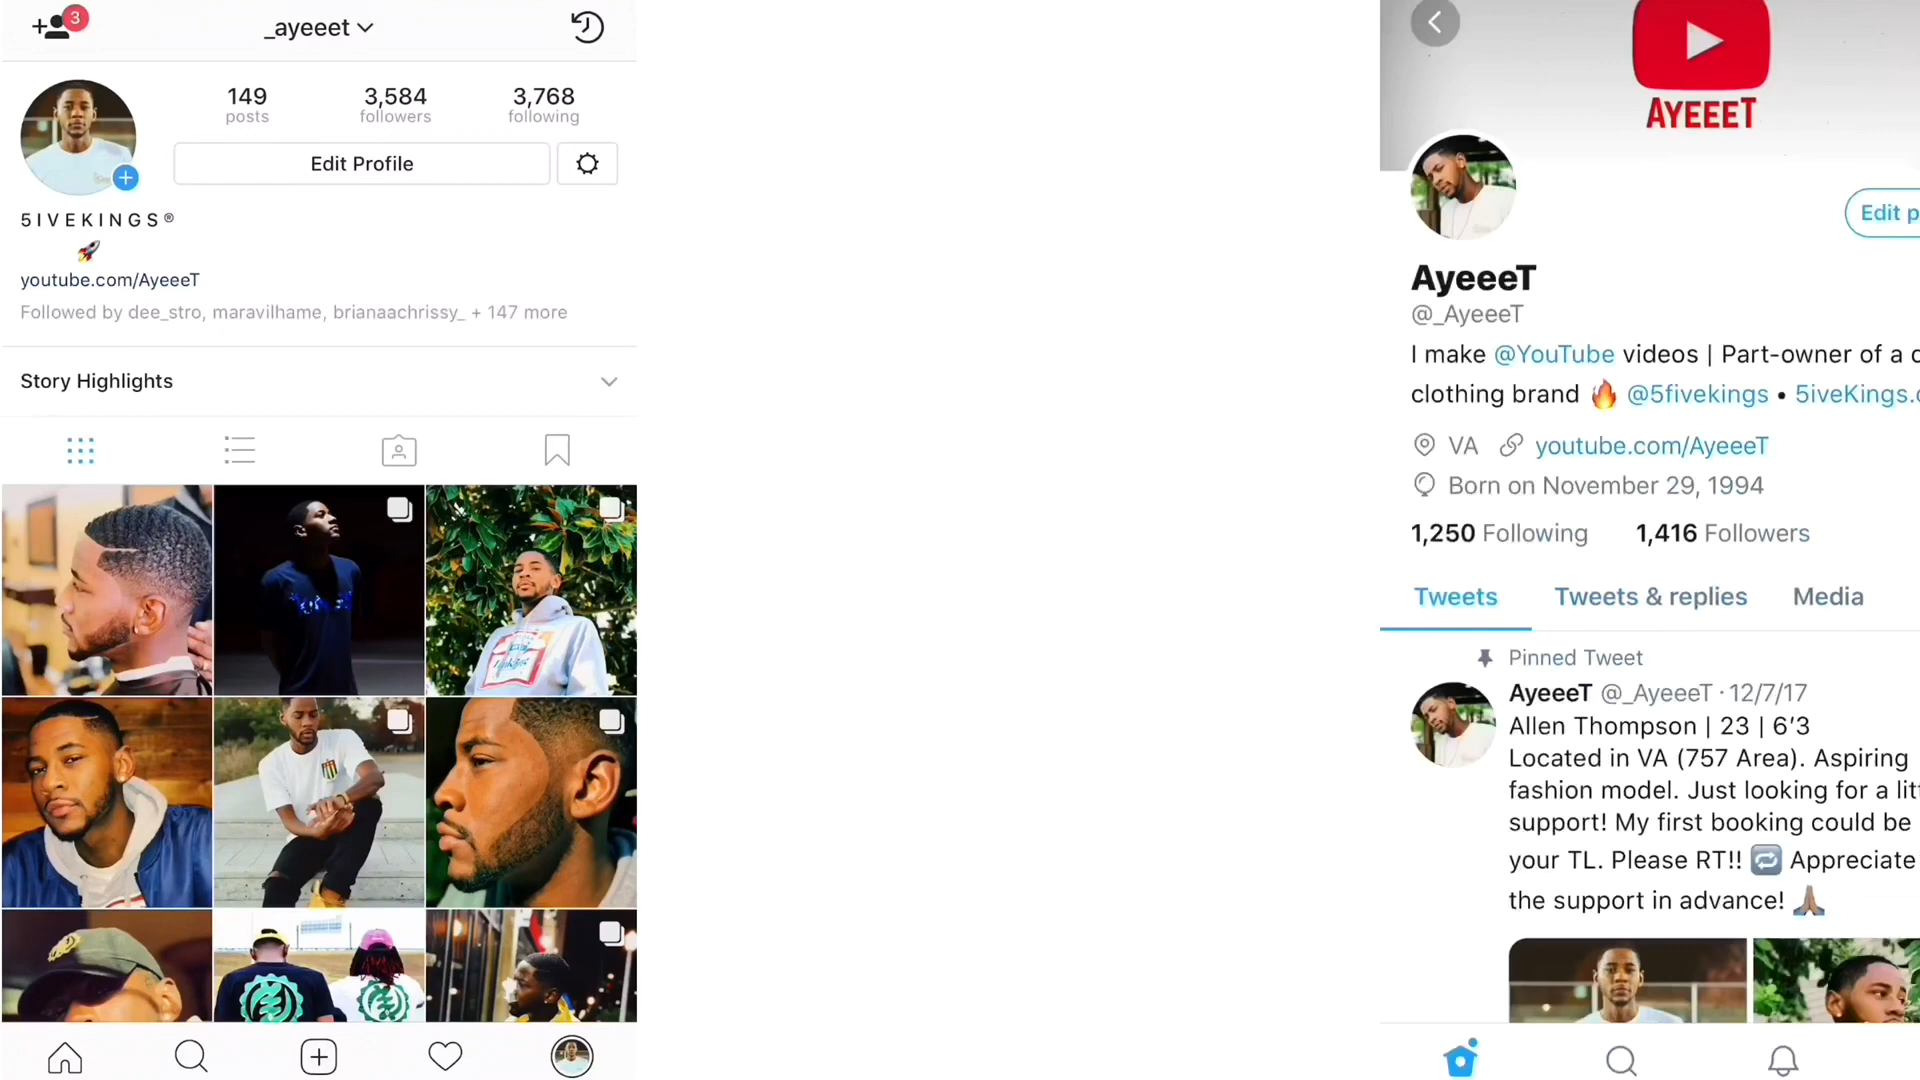 3
_ayeeet
149
posts
3,584
followers
3,768
following
Edit Profile
5IVEKINGS®
youtube.com/AyeeeT
Followed by dee_stro, maravilhame, brianaachrissy_ + 147 more
Story Highlights
AYEEET
Edit p
AyeeeT
@_AyeeeT
I make @YouTube videos | Part-owner of a c
clothing brand 🔥 @5fivekings • 5iveKings.c
VA youtube.com/AyeeeT
Born on November 29, 1994
1,250 Following 1,416 Followers
Tweets Tweets & replies Media
Pinned Tweet
AyeeeT @_AyeeeT · 12/7/17
Allen Thompson | 23 | 6’3
Located in VA (757 Area). Aspiring
fashion model. Just looking for a litt
support! My first booking could be
your TL. Please RT!! 🔁 Appreciate
the support in advance! 🙏🏽